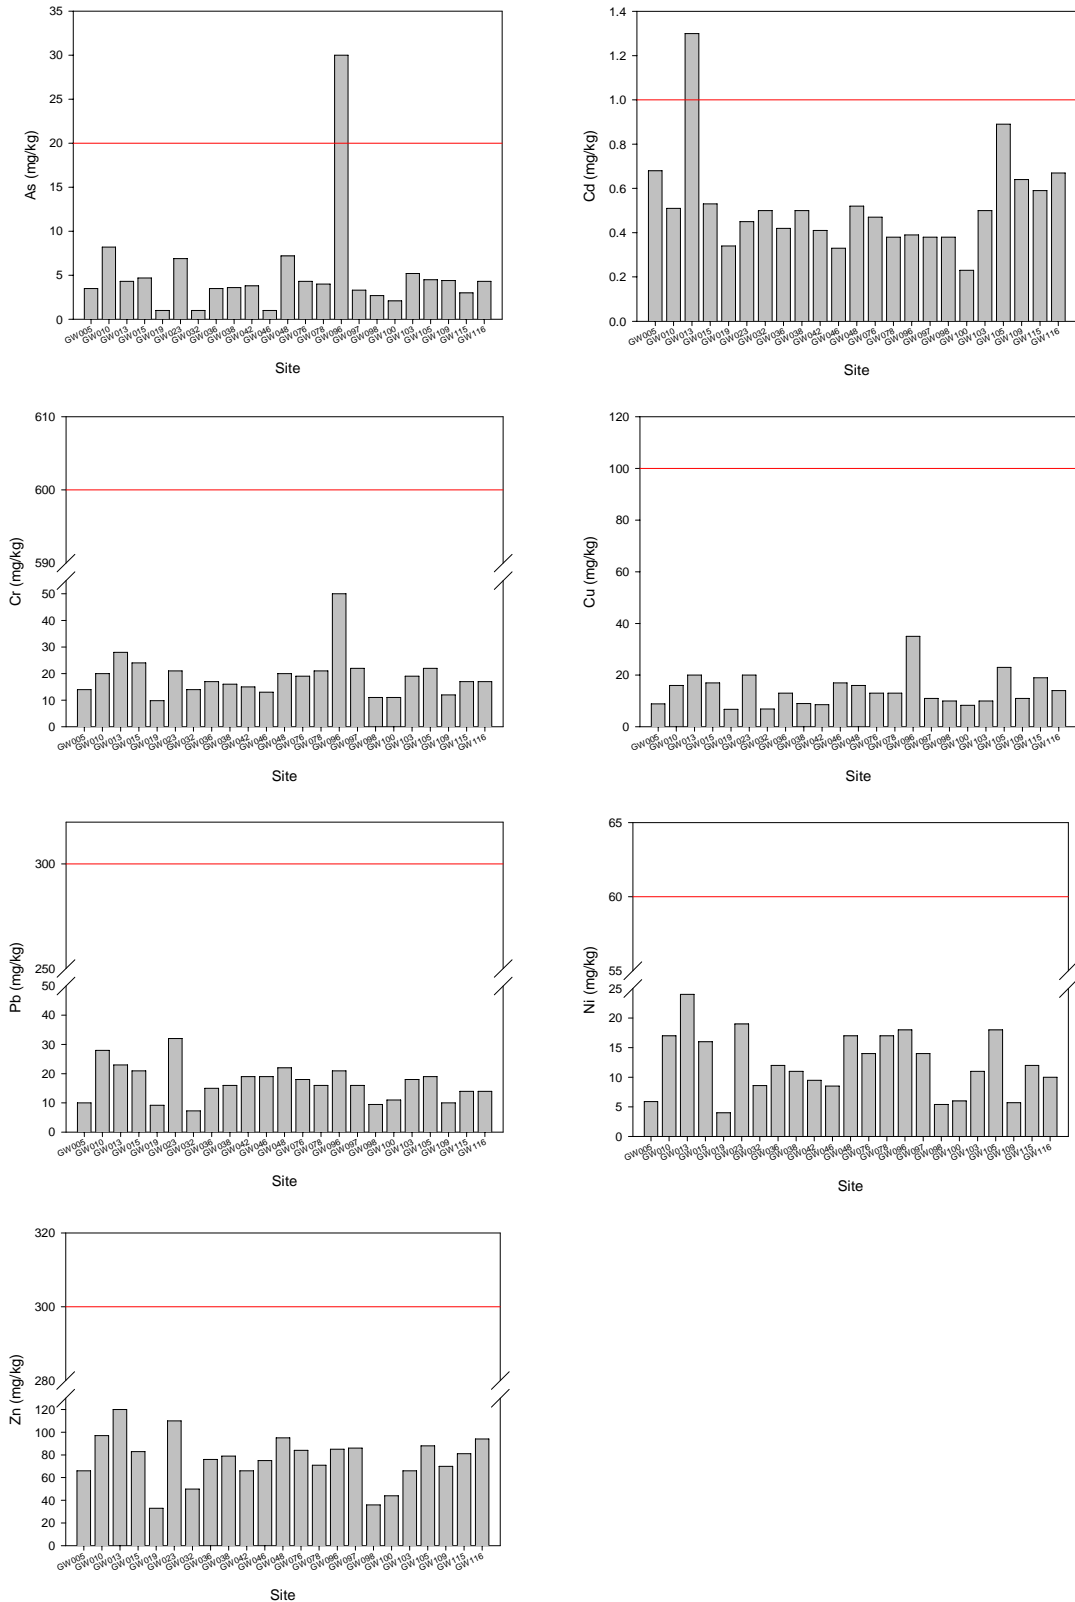 35
30
25
20
15
10
5
0
As (mg/kg)
GW005 GW010 GW013 GW015 GW019 GW023 GW032 GW036 GW038 GW042 GW046 GW048 GW076 GW078 GW096 GW097 GW098 GW100 GW103 GW105 GW109 GW115 GW116
Site
1.4
1.2
1.0
0.8
0.6
0.4
0.2
0.0
Cd (mg/kg)
GW005 GW010 GW013 GW015 GW019 GW023 GW032 GW036 GW038 GW042 GW046 GW048 GW076 GW078 GW096 GW097 GW098 GW100 GW103 GW105 GW109 GW115 GW116
Site
610
600
590
50
40
30
20
10
0
Cr (mg/kg)
GW005 GW010 GW013 GW015 GW019 GW023 GW032 GW036 GW038 GW042 GW046 GW048 GW076 GW078 GW096 GW097 GW098 GW100 GW103 GW105 GW109 GW115 GW116
Site
120
100
80
60
40
20
0
Cu (mg/kg)
GW005 GW010 GW013 GW015 GW019 GW023 GW032 GW036 GW038 GW042 GW046 GW048 GW076 GW078 GW096 GW097 GW098 GW100 GW103 GW105 GW109 GW115 GW116
Site
300
250
50
40
30
20
10
0
Pb (mg/kg)
GW005 GW010 GW013 GW015 GW019 GW023 GW032 GW036 GW038 GW042 GW046 GW048 GW076 GW078 GW096 GW097 GW098 GW100 GW103 GW105 GW109 GW115 GW116
Site
65
60
55
25
20
15
10
5
0
Ni (mg/kg)
GW005 GW010 GW013 GW015 GW019 GW023 GW032 GW036 GW038 GW042 GW046 GW048 GW076 GW078 GW096 GW097 GW098 GW100 GW103 GW105 GW109 GW115 GW116
Site
320
300
280
120
100
80
60
40
20
0
Zn (mg/kg)
GW005 GW010 GW013 GW015 GW019 GW023 GW032 GW036 GW038 GW042 GW046 GW048 GW076 GW078 GW096 GW097 GW098 GW100 GW103 GW105 GW109 GW115 GW116
Site